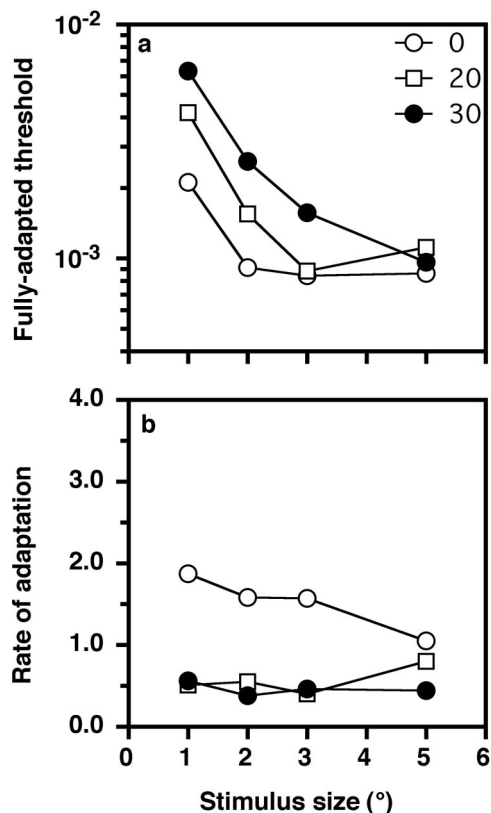 10-2
a
0
20
30
Fully-adapted threshold
10-3
4.0
b
3.0
Rate of adaptation
2.0
1.0
0.0
0 1 2 3 4 5 6
Stimulus size (°)